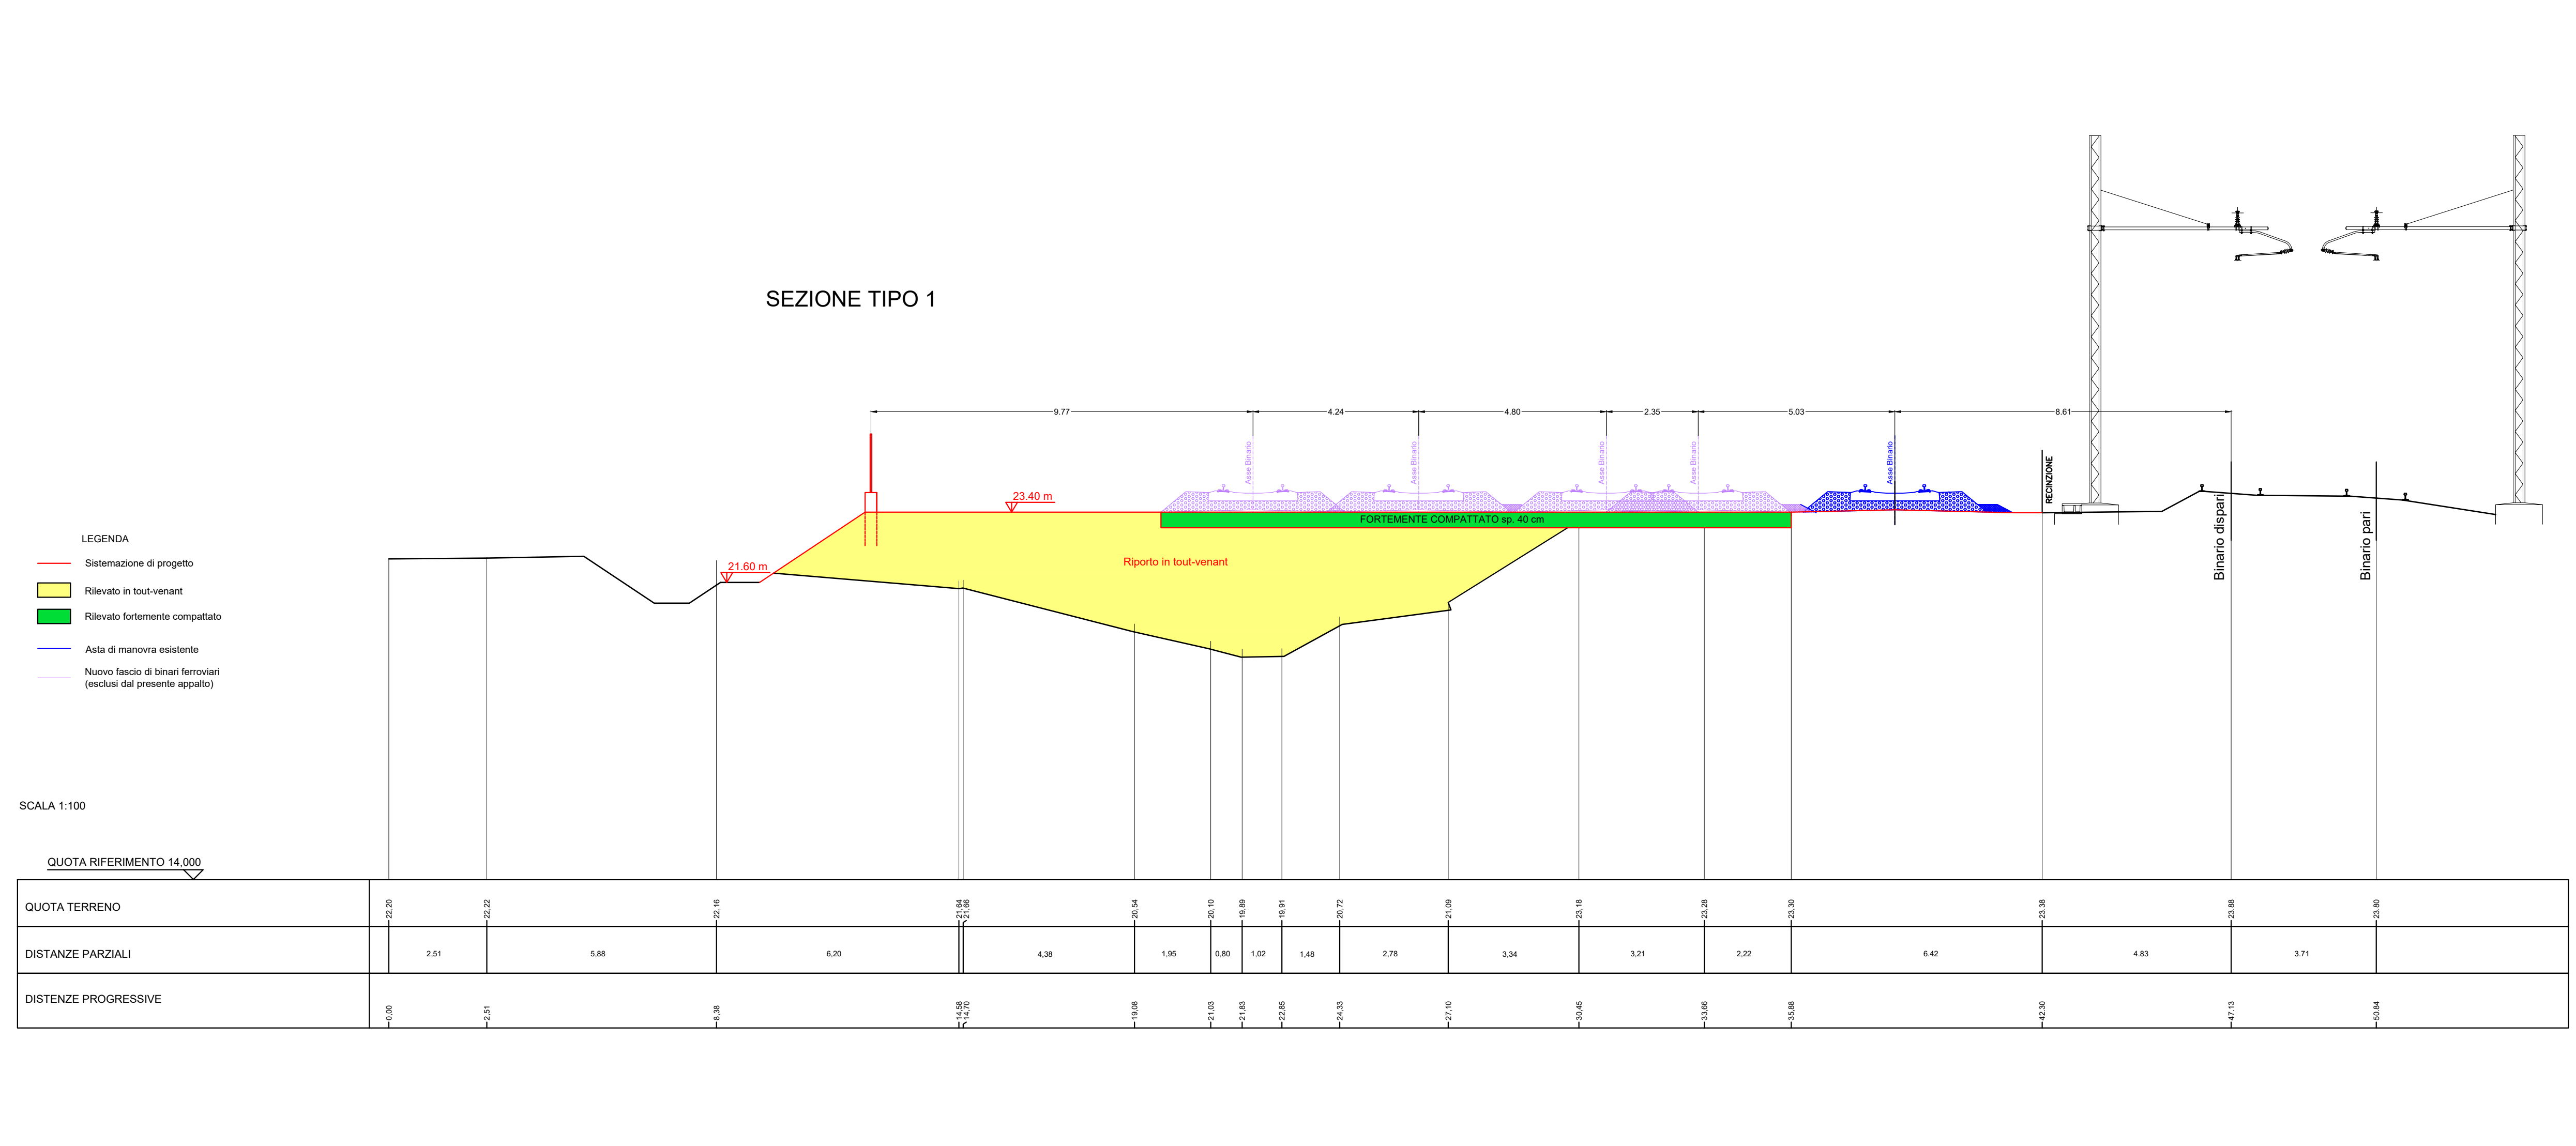 SEZIONE TIPO 1
9.77
4.24
4.80
2.35
5.03
8.61
Asse Binario
Asse Binario
Asse Binario
Asse Binario
Asse Binario
RECINZIONE
Binario dispari
Binario pari
23.40 m
FORTEMENTE COMPATTATO sp. 40 cm
Riporto in tout-venant
21.60 m
LEGENDA
Sistemazione di progetto
Rilevato in tout-venant
Rilevato fortemente compattato
Asta di manovra esistente
Nuovo fascio di binari ferroviari
(esclusi dal presente appalto)
SCALA 1:100
QUOTA RIFERIMENTO 14,000
QUOTA TERRENO
22,20
22,22
22,16
21,64
21,66
20,54
20,10
19,89
19,91
20,72
21,09
23,18
23,28
23,30
23.38
23.88
23.80
DISTANZE PARZIALI
2,51
5,88
6,20
4,38
1,95
0,80
1,02
1,48
2,78
3,34
3,21
2,22
6.42
4.83
3.71
DISTENZE PROGRESSIVE
0,00
2,51
8,38
14,58
14,70
19,08
21,03
21,83
22,85
24,33
27,10
30,45
33,66
35,88
42.30
47.13
50.84